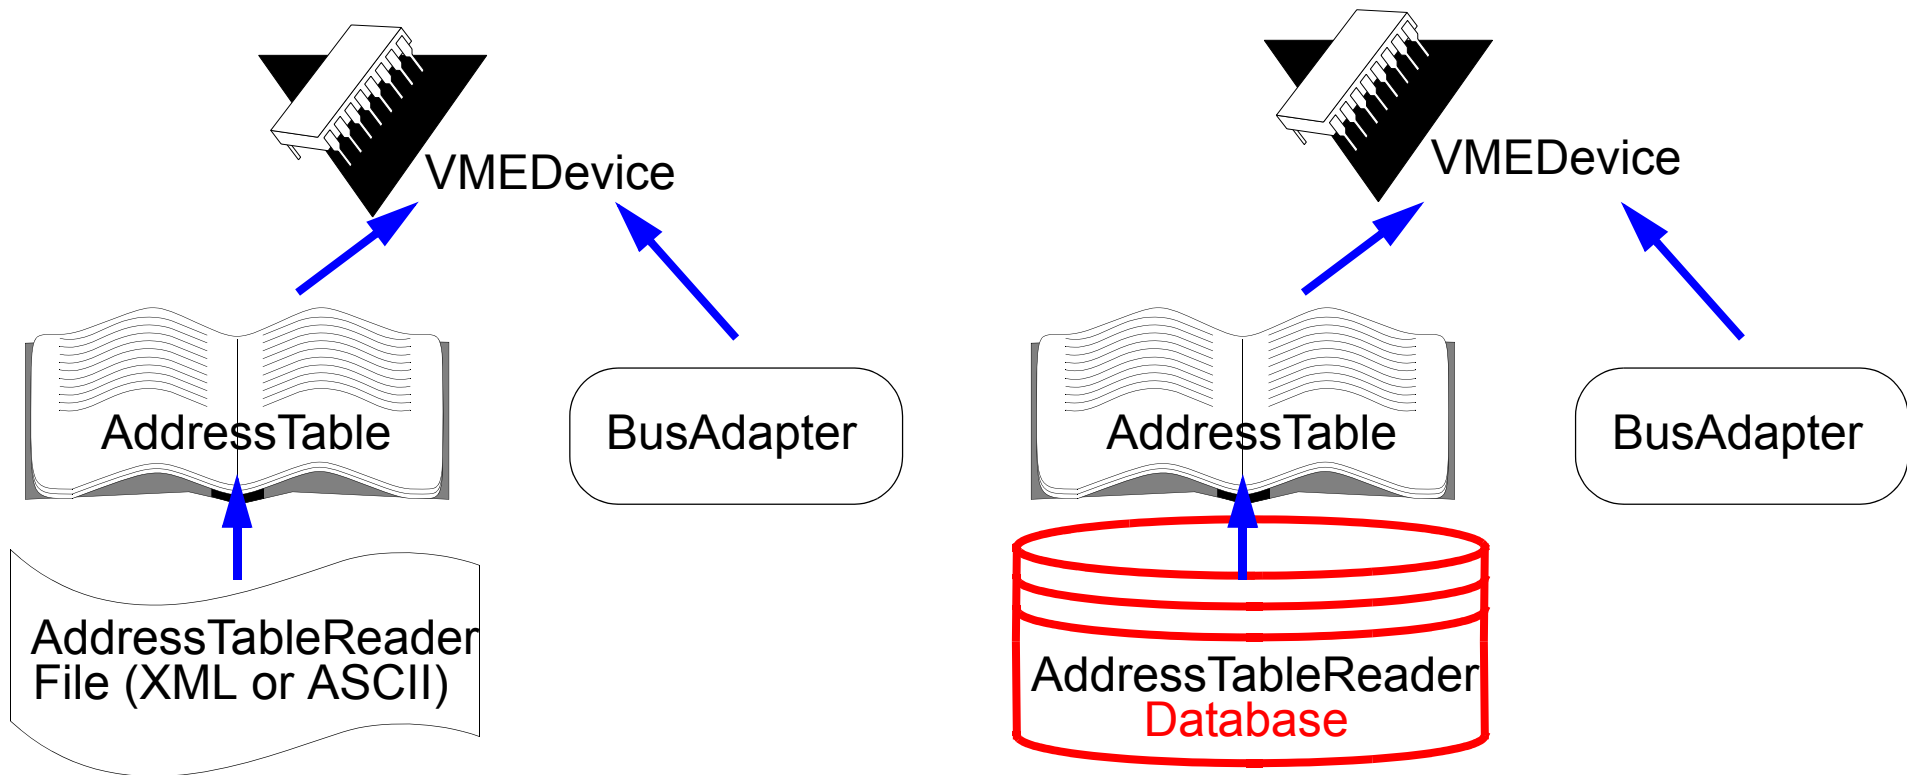 VMEDevice
AddressTable
BusAdapter
AddressTableReader
File (XML or ASCII)
VMEDevice
AddressTable
BusAdapter
AddressTableReader
Database